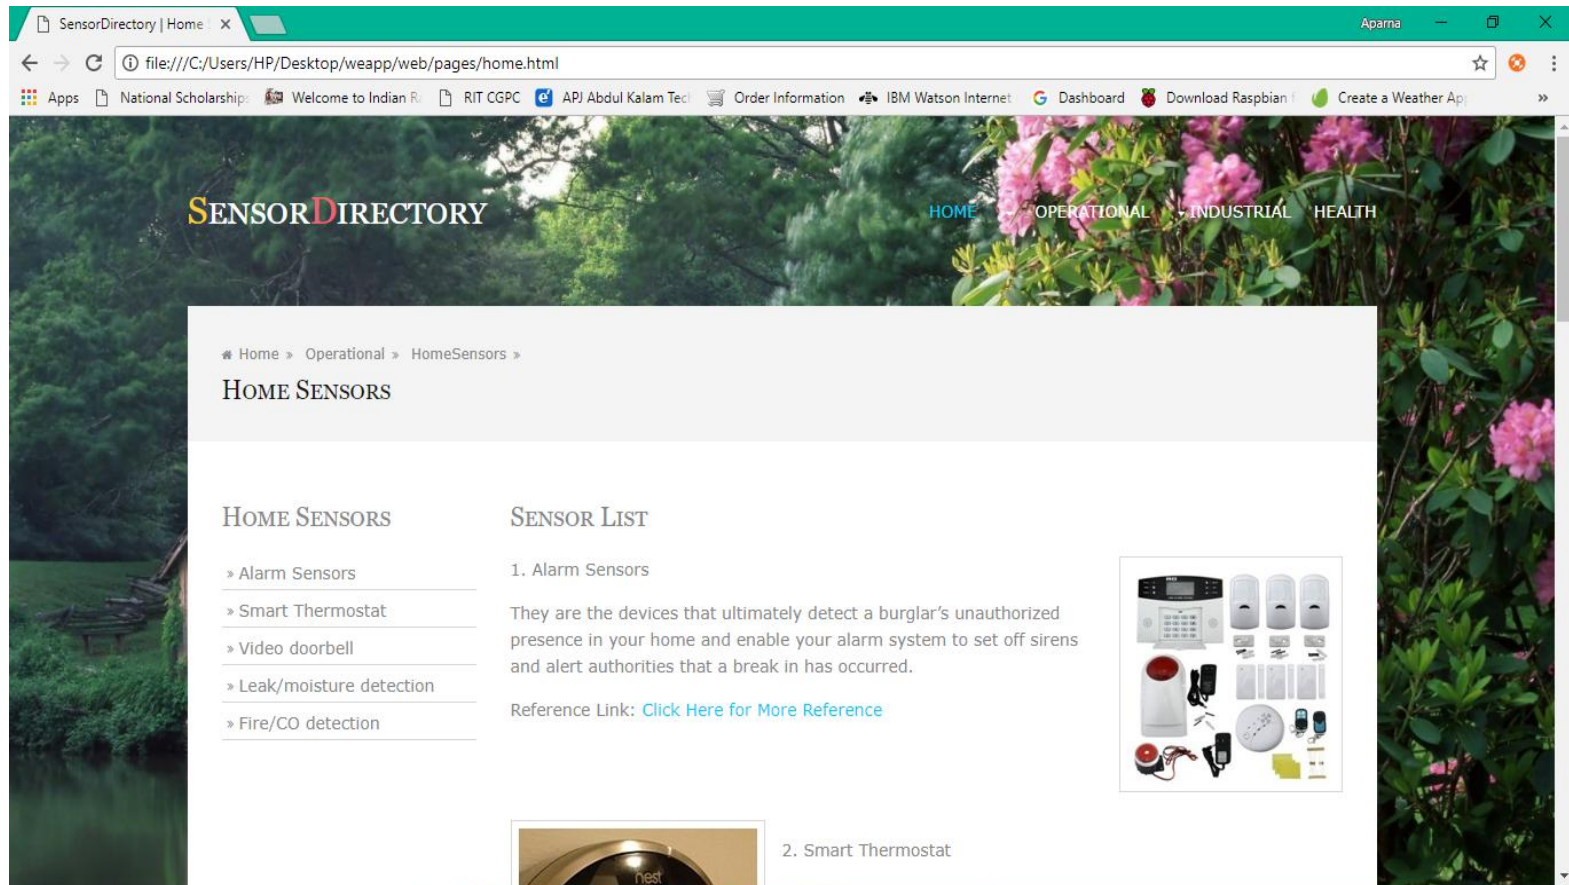 SensorDirectory | Home
Aparna
file:///C:/Users/HP/Desktop/weapp/web/pages/home.html
Apps National Scholarship Welcome to Indian R RIT CGPC APJ Abdul Kalam Tec Order Information IBM Watson Internet Dashboard Download Raspbian Create a Weather Ap »
SENSORDIRECTORY
HOME OPERATIONAL INDUSTRIAL HEALTH
Home » Operational » HomeSensors »
HOME SENSORS
HOME SENSORS
» Alarm Sensors
» Smart Thermostat
» Video doorbell
» Leak/moisture detection
» Fire/CO detection
SENSOR LIST
1. Alarm Sensors
They are the devices that ultimately detect a burglar’s unauthorized
presence in your home and enable your alarm system to set off sirens
and alert authorities that a break in has occurred.
Reference Link: Click Here for More Reference
nest
2. Smart Thermostat